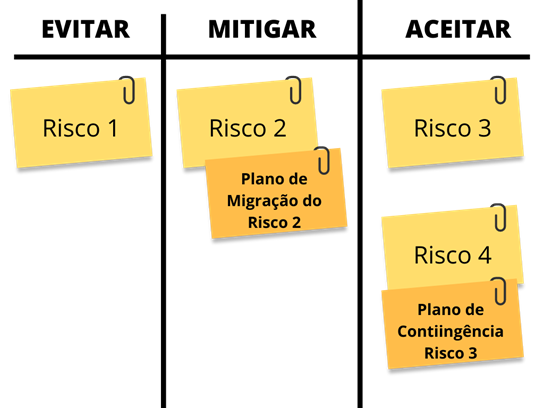 EVITAR
MITIGAR
ACEITAR
Risco 1
Risco 2
Plano de
Migração do
Risco 2
Risco 3
Risco 4
Plano de
Contiingência
Risco 3